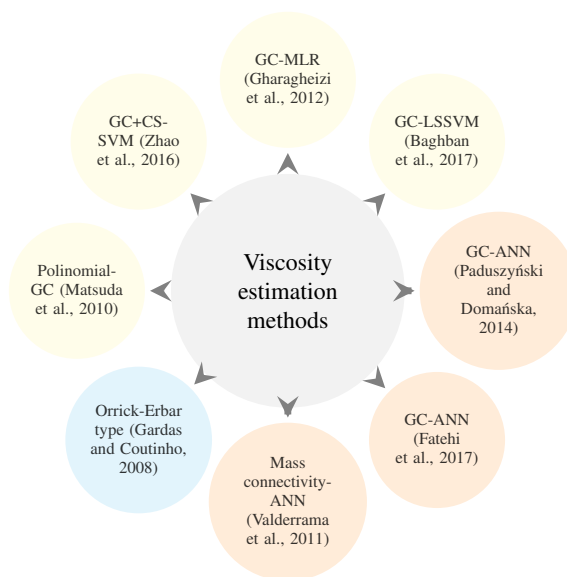 GC-MLR
(Gharagheizi
et al., 2012)
GC+CS-
SVM (Zhao
et al., 2016)
GC-LSSVM
(Baghban
et al., 2017)
Polinomial-
GC (Matsuda
et al., 2010)
Viscosity
estimation
methods
GC-ANN
(Paduszyński
and
Domańska,
2014)
Orrick-Erbar
type (Gardas
and Coutinho,
2008)
GC-ANN
(Fatehi
et al., 2017)
Mass
connectivity-
ANN
(Valderrama
et al., 2011)